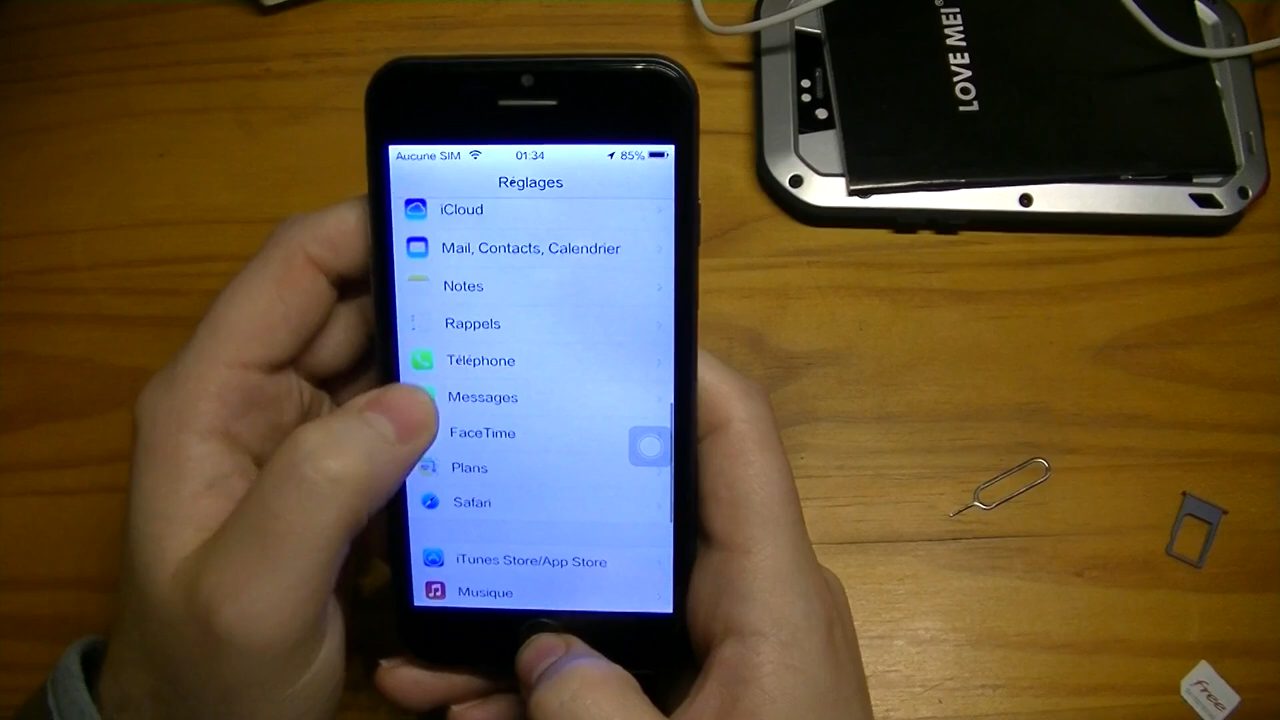 Aucune SIM 01:34 85%
Réglages
iCloud
Mail, Contacts, Calendrier
Notes
Rappels
Téléphone
Messages
FaceTime
Plans
Safari
iTunes Store/App Store
Musique
LOVE MEI®
free